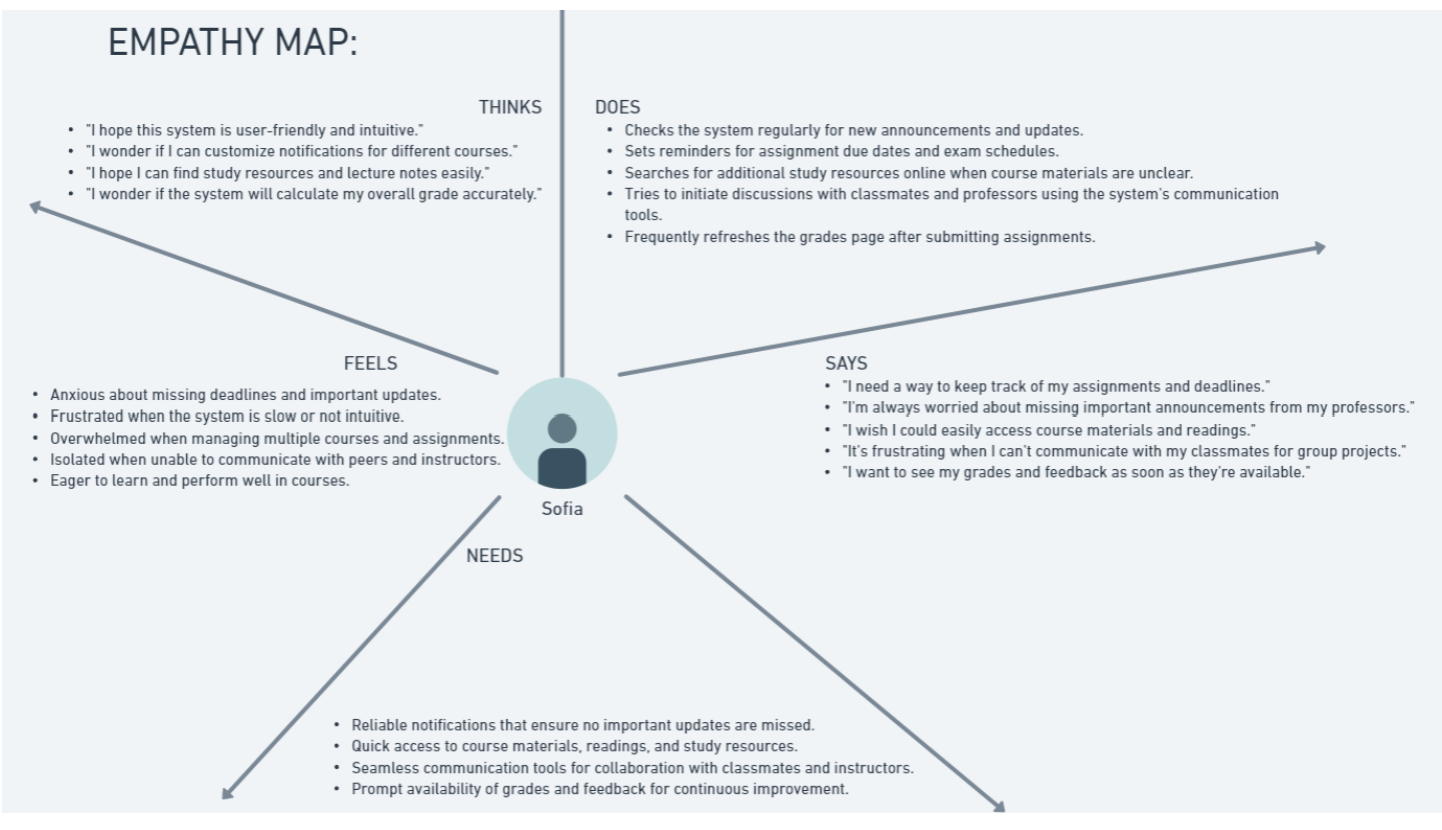 EMPATHY MAP:
THINKS
• "I hope this system is user-friendly and intuitive."
• "I wonder if I can customize notifications for different courses."
• "I hope I can find study resources and lecture notes easily."
• "I wonder if the system will calculate my overall grade accurately."
DOES
• Checks the system regularly for new announcements and updates.
• Sets reminders for assignment due dates and exam schedules.
• Searches for additional study resources online when course materials are unclear.
• Tries to initiate discussions with classmates and professors using the system's communication
tools.
• Frequently refreshes the grades page after submitting assignments.
FEELS
• Anxious about missing deadlines and important updates.
• Frustrated when the system is slow or not intuitive.
• Overwhelmed when managing multiple courses and assignments.
• Isolated when unable to communicate with peers and instructors.
• Eager to learn and perform well in courses.
SAYS
• "I need a way to keep track of my assignments and deadlines."
• "I'm always worried about missing important announcements from my professors."
• "I wish I could easily access course materials and readings."
• "It's frustrating when I can't communicate with my classmates for group projects."
• "I want to see my grades and feedback as soon as they're available."
Sofia
NEEDS
• Reliable notifications that ensure no important updates are missed.
• Quick access to course materials, readings, and study resources.
• Seamless communication tools for collaboration with classmates and instructors.
• Prompt availability of grades and feedback for continuous improvement.